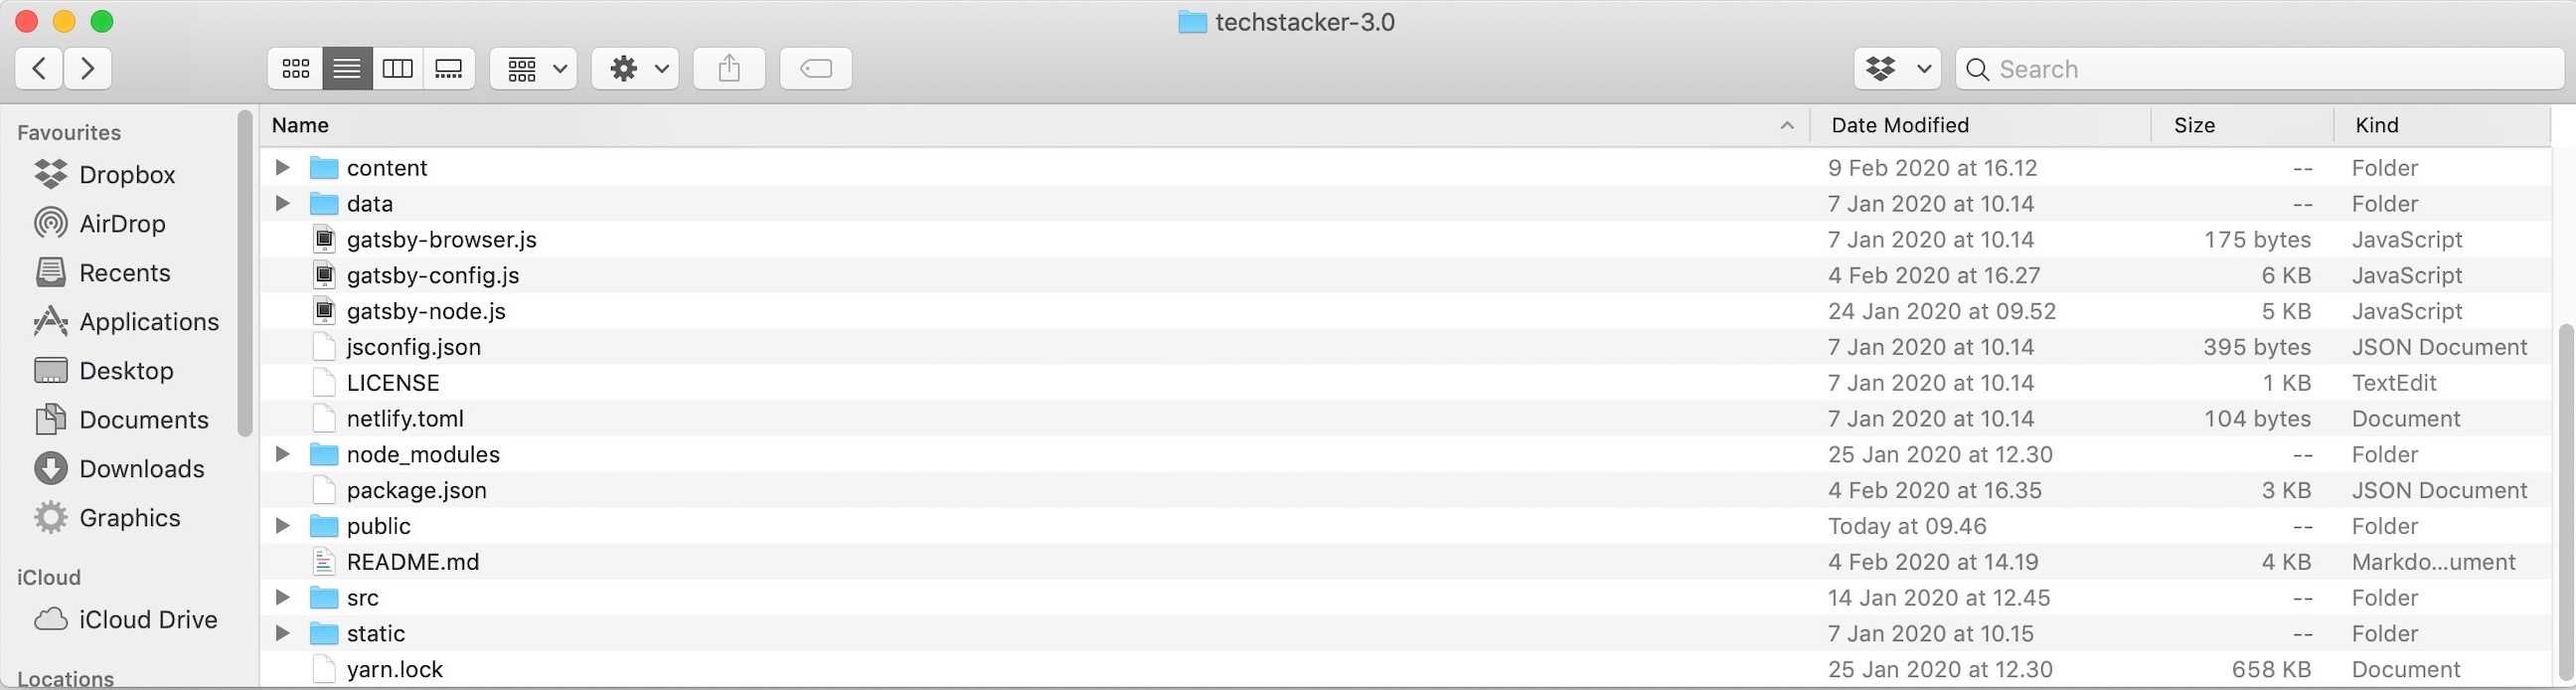 techstacker-3.0
Search
Favourites
Dropbox
AirDrop
Recents
Applications
Desktop
Documents
Downloads
Graphics
iCloud
iCloud Drive
Locations
Name Date Modified Size Kind
content 9 Feb 2020 at 16.12 -- Folder
data 7 Jan 2020 at 10.14 -- Folder
gatsby-browser.js 7 Jan 2020 at 10.14 175 bytes JavaScript
gatsby-config.js 4 Feb 2020 at 16.27 6 KB JavaScript
gatsby-node.js 24 Jan 2020 at 09.52 5 KB JavaScript
jsconfig.json 7 Jan 2020 at 10.14 395 bytes JSON Document
LICENSE 7 Jan 2020 at 10.14 1 KB TextEdit
netlify.toml 7 Jan 2020 at 10.14 104 bytes Document
node_modules 25 Jan 2020 at 12.30 -- Folder
package.json 4 Feb 2020 at 16.35 3 KB JSON Document
public Today at 09.46 -- Folder
README.md 4 Feb 2020 at 14.19 4 KB Markdo...ument
src 14 Jan 2020 at 12.45 -- Folder
static 7 Jan 2020 at 10.15 -- Folder
yarn.lock 25 Jan 2020 at 12.30 658 KB Document